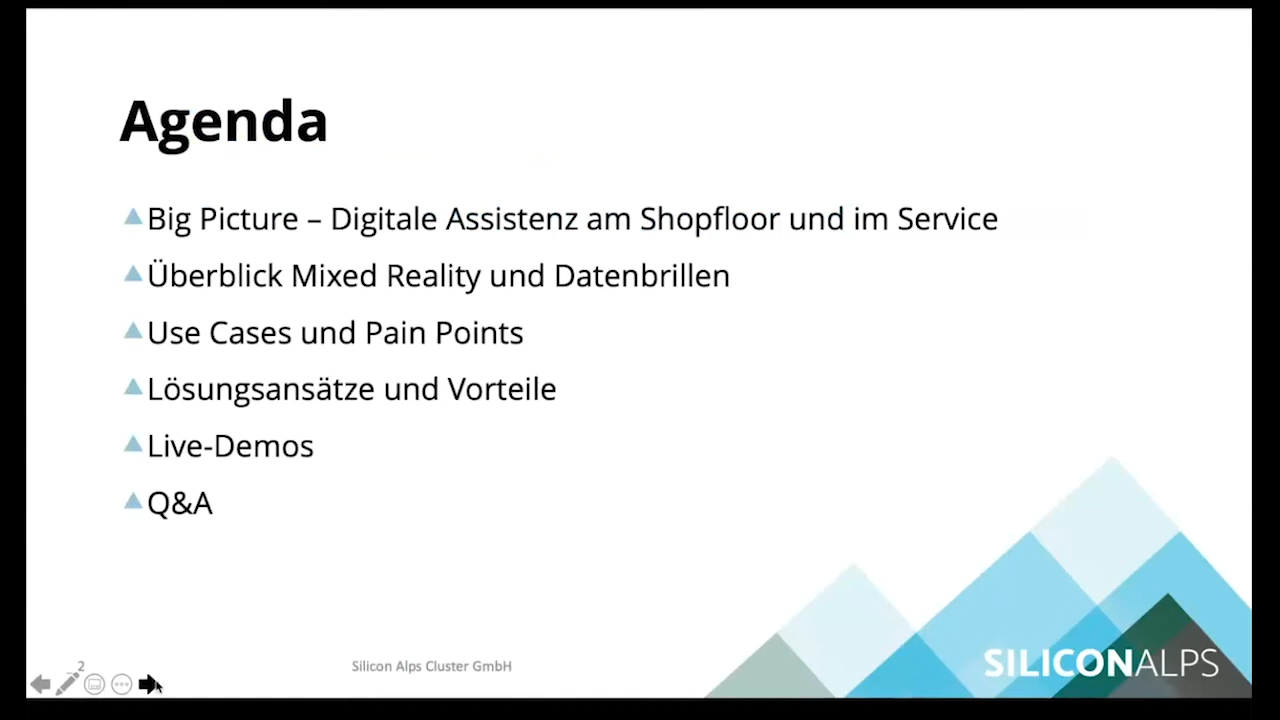 Agenda
Big Picture – Digitale Assistenz am Shopfloor und im Service
Überblick Mixed Reality und Datenbrillen
Use Cases und Pain Points
Lösungsansätze und Vorteile
Live-Demos
Q&A
2
Silicon Alps Cluster GmbH
SILICONALPS